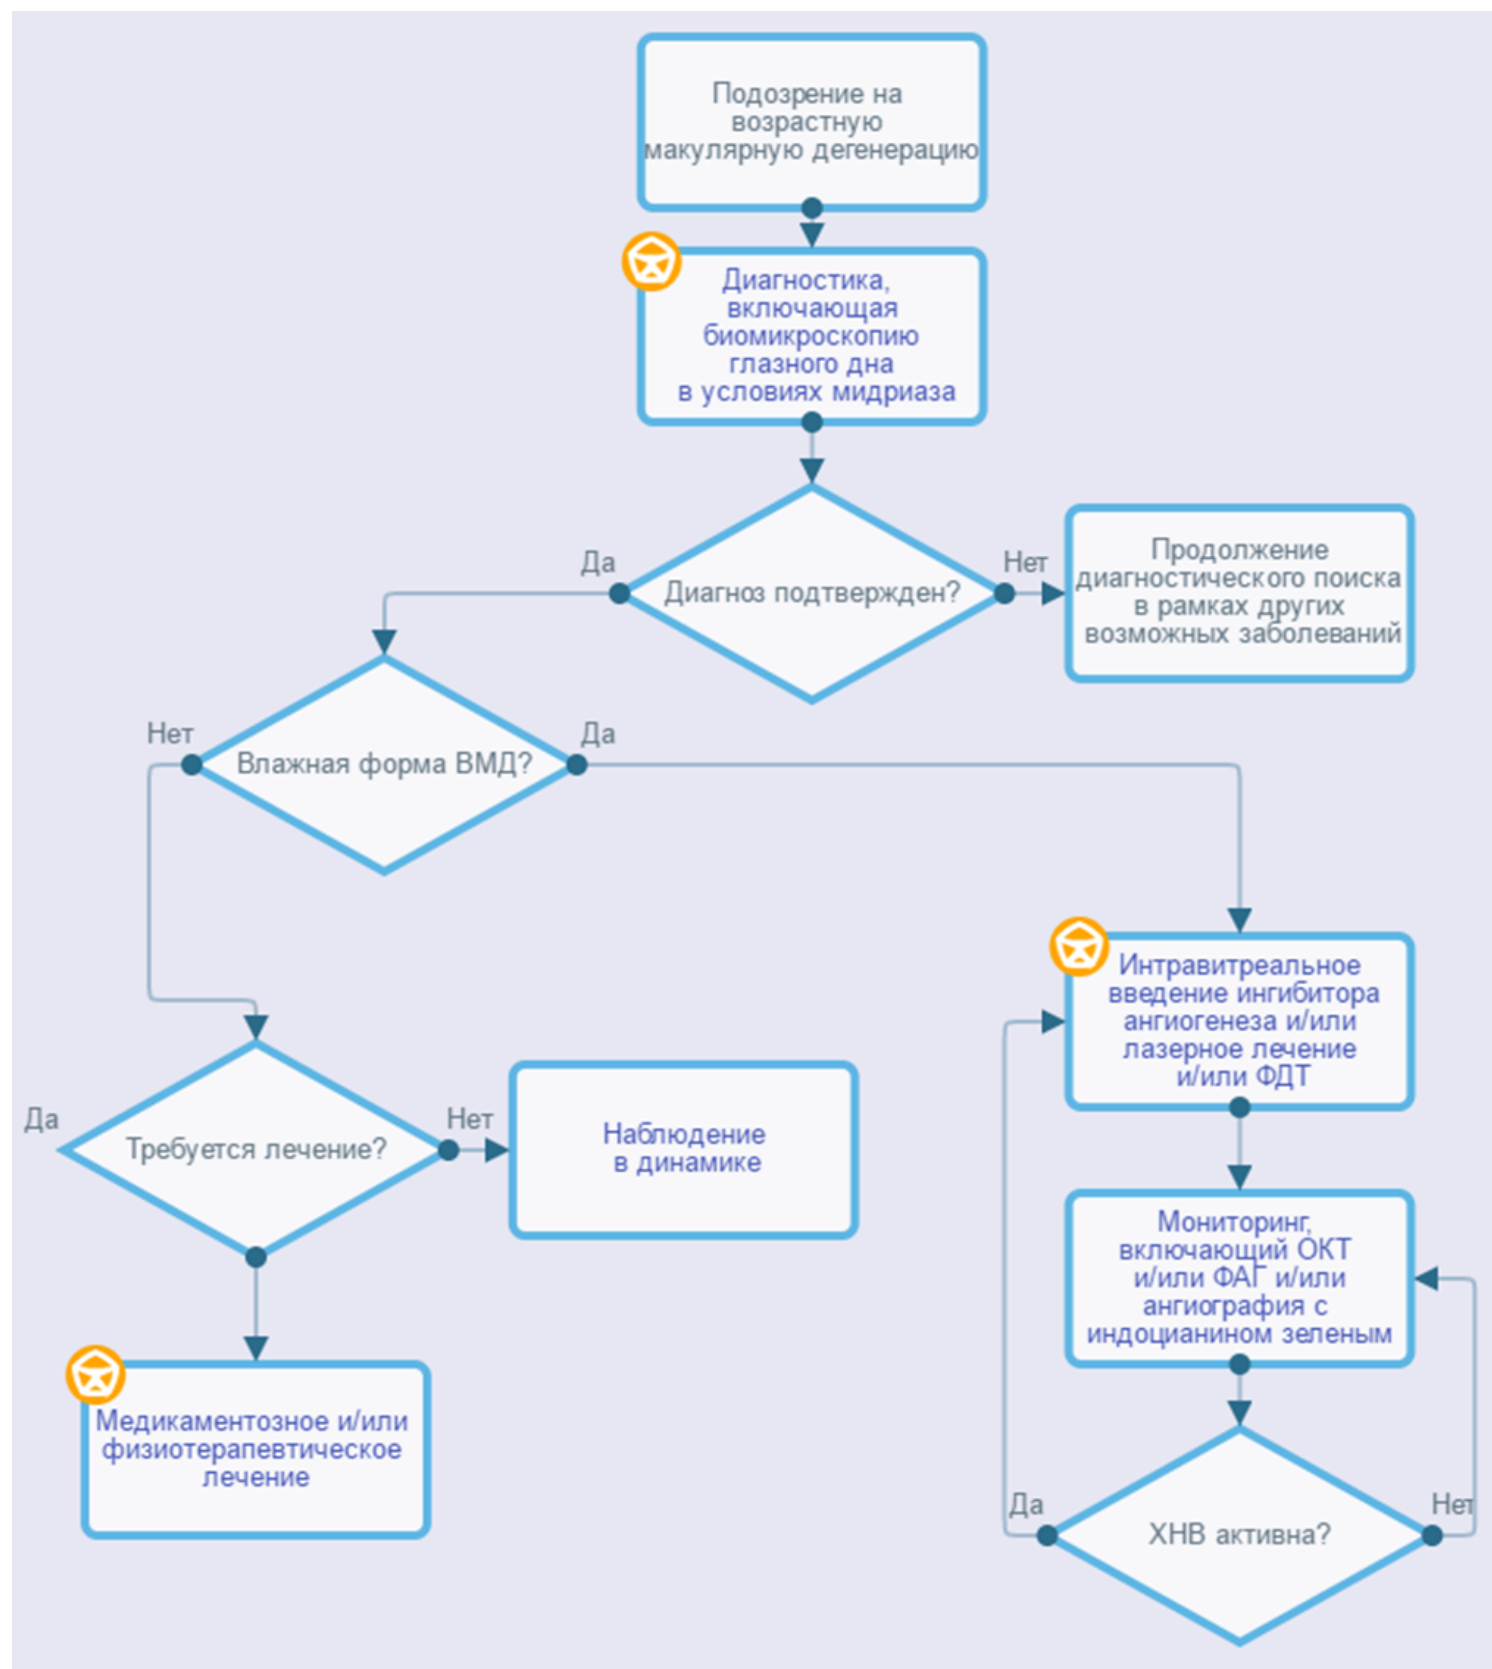 Подозрение на
возрастную
макулярную дегенерацию
Диагностика,
включающая
биомикроскопию
глазного дна
в условиях мидриаза
Да
Диагноз подтвержден?
Нет
Продолжение
диагностического поиска
в рамках других
возможных заболеваний
Нет
Влажная форма ВМД?
Да
Интравитреальное
введение ингибитора
ангиогенеза и/или
лазерное лечение
и/или ФДТ
Да
Требуется лечение?
Нет
Наблюдение
в динамике
Мониторинг,
включающий ОКТ
и/или ФАГ и/или
ангиография с
индоцианином зеленым
Медикаментозное и/или
физиотерапевтическое
лечение
Да
ХНВ активна?
Нет